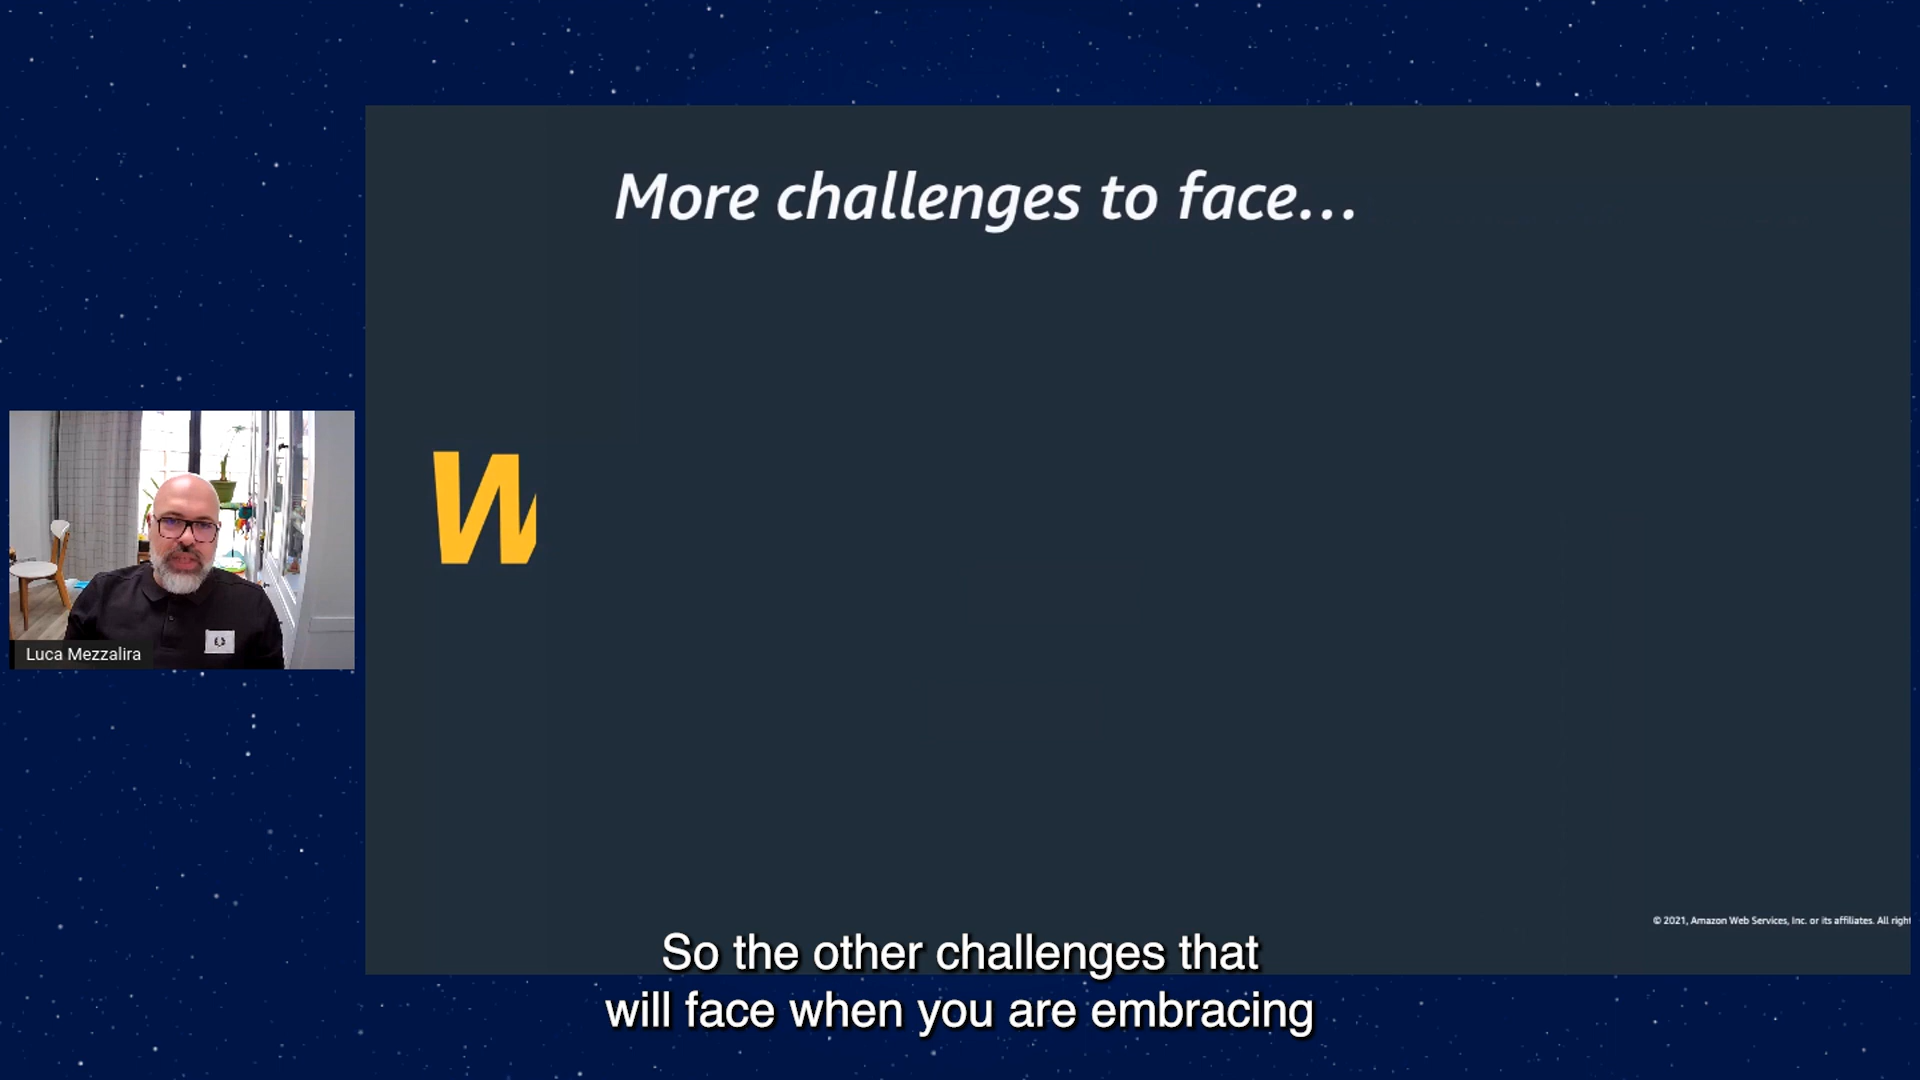 More challenges to face...
W
Luca Mezzalira
© 2021, Amazon Web Services, Inc. or its affiliates. All right
So the other challenges that
will face when you are embracing